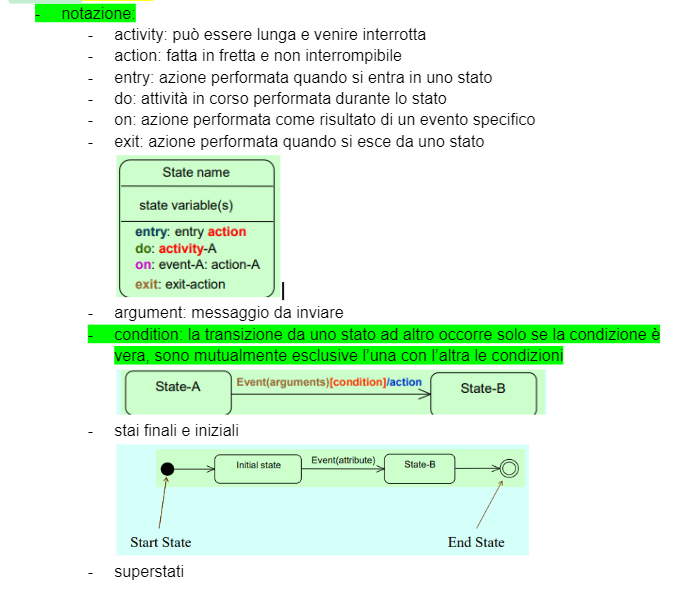 - notazione:
- activity: può essere lunga e venire interrotta
- action: fatta in fretta e non interrompibile
- entry: azione performata quando si entra in uno stato
- do: attività in corso performata durante lo stato
- on: azione performata come risultato di un evento specifico
- exit: azione performata quando si esce da uno stato
State name
state variable(s)
entry: entry action
do: activity-A
on: event-A: action-A
exit: exit-action
- argument: messaggio da inviare
- condition: la transizione da uno stato ad altro occorre solo se la condizione è
vera, sono mutualmente esclusive l'una con l'altra le condizioni
State-A
Event(arguments)[condition]/action
State-B
- stai finali e iniziali
Initial state
Event(attribute)
State-B
Start State
End State
- superstati